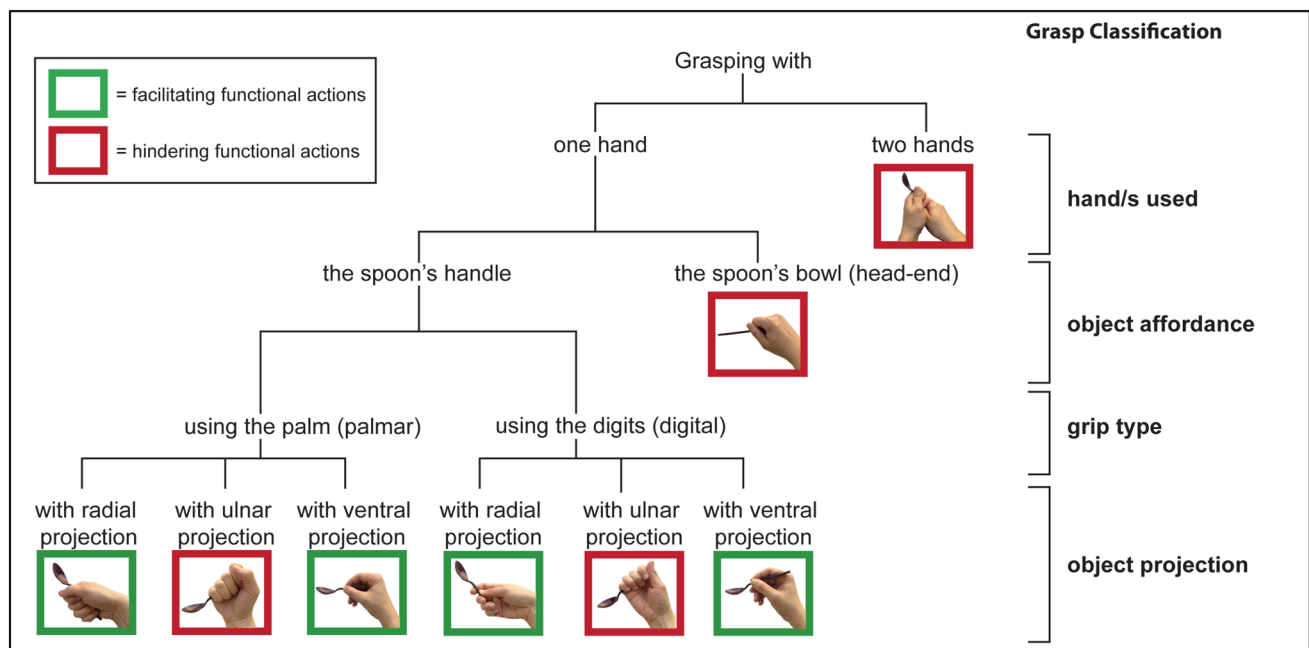 Grasp Classification
Grasping with
= facilitating functional actions
= hindering functional actions
one hand
two hands
hand/s used
the spoon’s handle
the spoon’s bowl (head-end)
object affordance
using the palm (palmar)
using the digits (digital)
grip type
with radial
projection
with ulnar
projection
with ventral
projection
with radial
projection
with ulnar
projection
with ventral
projection
object projection